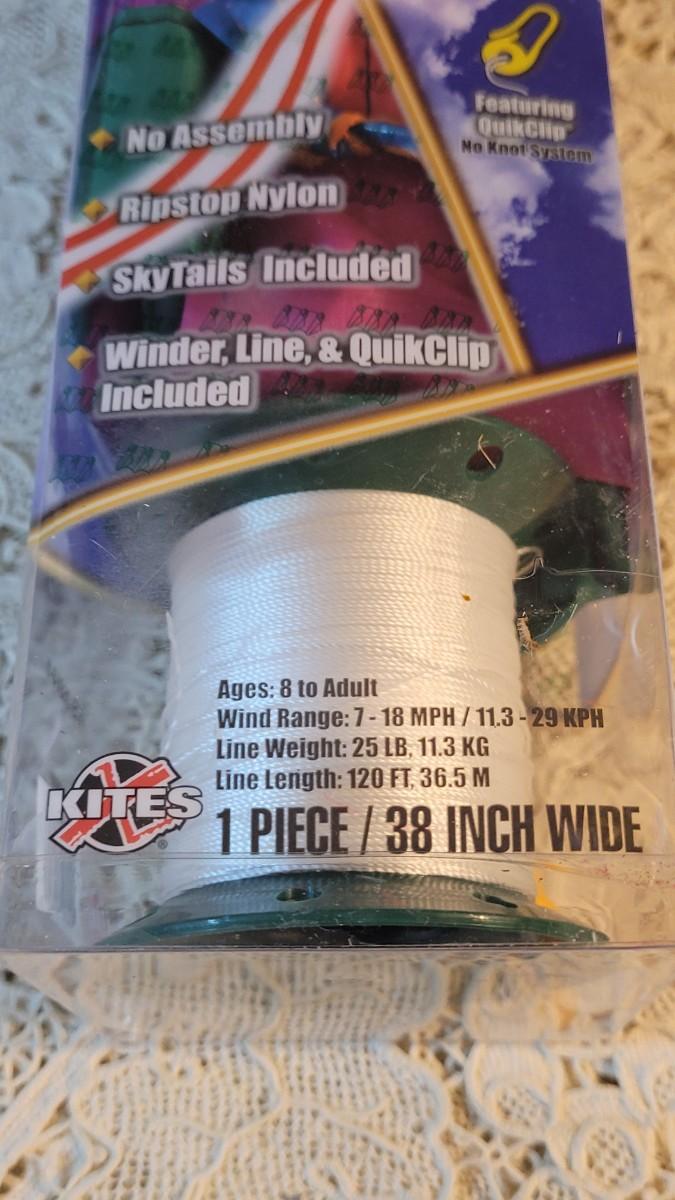 Featuring
QuikClip™
No Knot System
No Assembly
Ripstop Nylon
SkyTails Included
Winder, Line, & QuikClip
Included
Ages: 8 to Adult
Wind Range: 7 - 18 MPH / 11.3 - 29 KPH
Line Weight: 25 LB, 11.3 KG
Line Length: 120 FT, 36.5 M
X KITES®
1 PIECE / 38 INCH WIDE